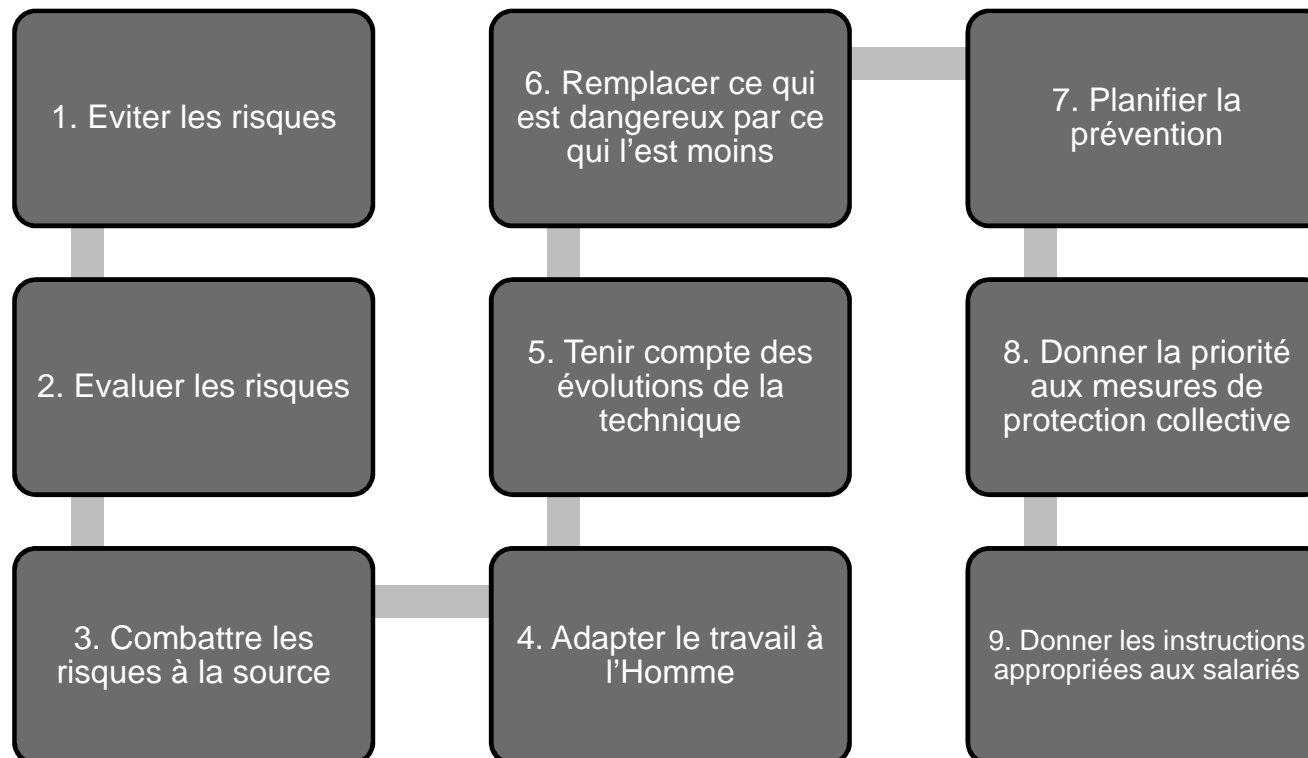 1. Eviter les risques
2. Evaluer les risques
3. Combattre les
risques à la source
4. Adapter le travail à
l’Homme
5. Tenir compte des
évolutions de la
technique
6. Remplacer ce qui
est dangereux par ce
qui l’est moins
7. Planifier la
prévention
8. Donner la priorité
aux mesures de
protection collective
9. Donner les instructions
appropriées aux salariés